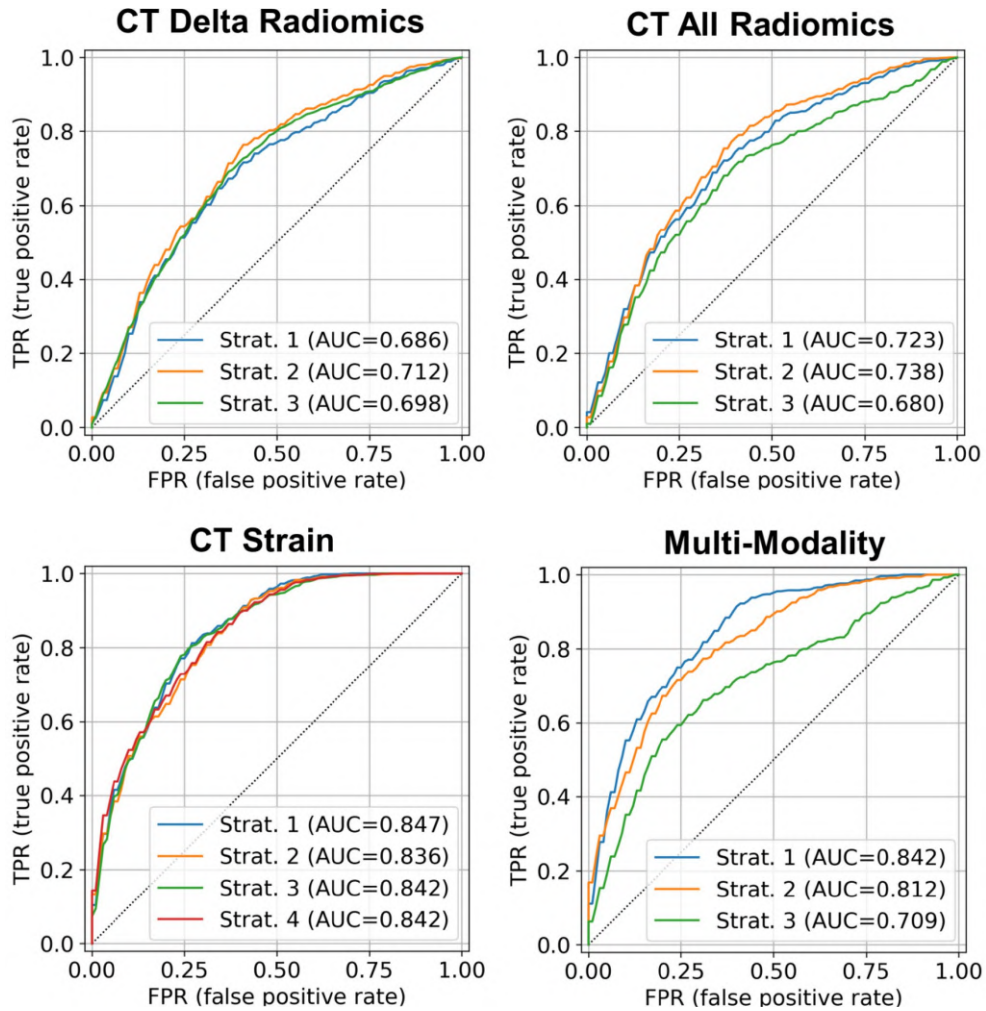 CT Delta Radiomics
TPR (true positive rate)
1.0
0.8
0.6
0.4
0.2
0.0
Strat. 1 (AUC=0.686)
Strat. 2 (AUC=0.712)
Strat. 3 (AUC=0.698)
0.00 0.25 0.50 0.75 1.00
FPR (false positive rate)
CT All Radiomics
TPR (true positive rate)
1.0
0.8
0.6
0.4
0.2
0.0
Strat. 1 (AUC=0.723)
Strat. 2 (AUC=0.738)
Strat. 3 (AUC=0.680)
0.00 0.25 0.50 0.75 1.00
FPR (false positive rate)
CT Strain
TPR (true positive rate)
1.0
0.8
0.6
0.4
0.2
0.0
Strat. 1 (AUC=0.847)
Strat. 2 (AUC=0.836)
Strat. 3 (AUC=0.842)
Strat. 4 (AUC=0.842)
0.00 0.25 0.50 0.75 1.00
FPR (false positive rate)
Multi-Modality
TPR (true positive rate)
1.0
0.8
0.6
0.4
0.2
0.0
Strat. 1 (AUC=0.842)
Strat. 2 (AUC=0.812)
Strat. 3 (AUC=0.709)
0.00 0.25 0.50 0.75 1.00
FPR (false positive rate)